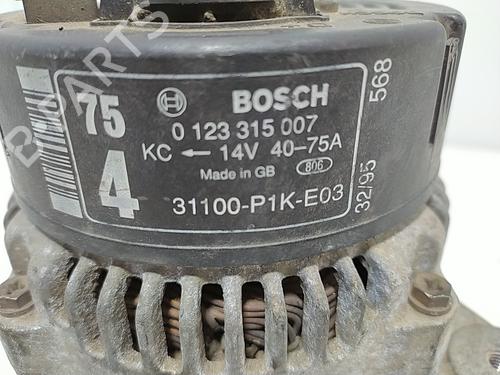 75
4
BOSCH
0 123 315 007
KC ← 14V 40-75A
Made in GB 806
31100-P1K-E03
32/95 568
B-PARTS